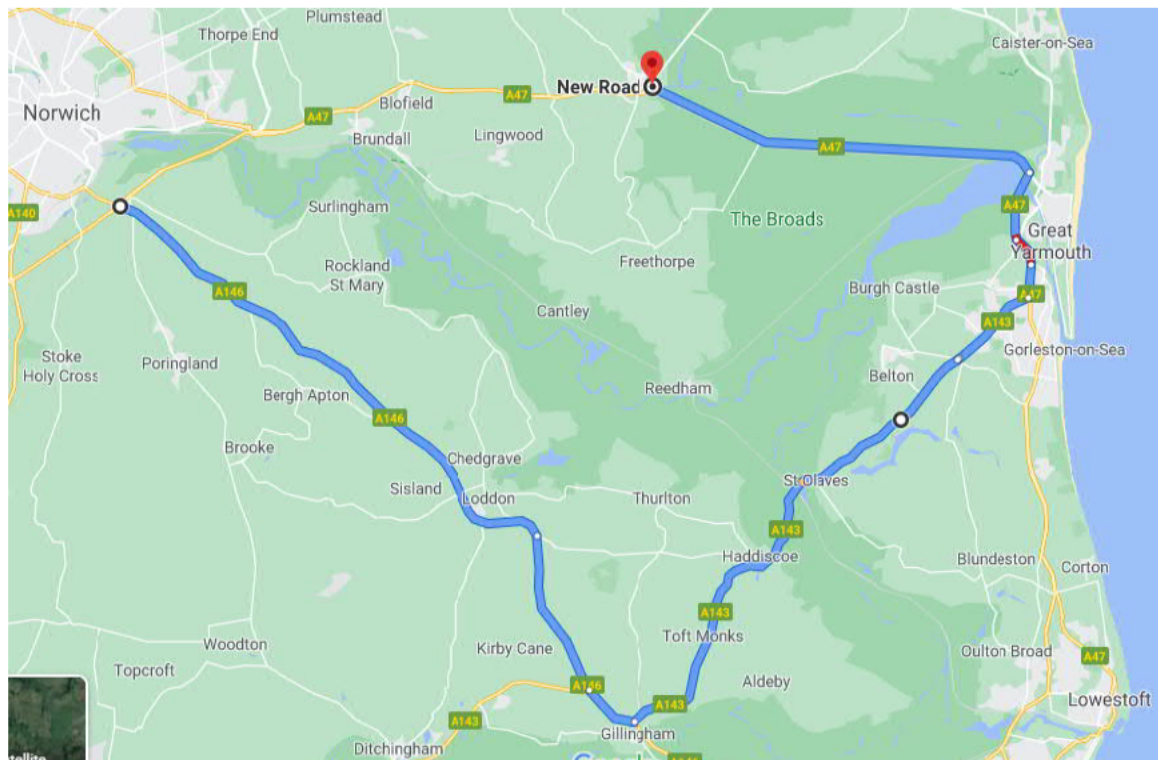 Plumstead
Thorpe End
Caister-on-Sea
New Road
A47
Norwich
Blofield
A47
Lingwood
Brundall
A47
A140
Surlingham
The Broads
A47
Great
Yarmouth
Rockland
St Mary
Freethorpe
A146
Burgh Castle
A47
Cantley
A143
Stoke
Holy Cross
Poringland
Gorleston-on-Sea
Belton
Reedham
Bergh Apton
A146
Brooke
Chedgrave
Sisland
Loddon
Thurlton
St Olaves
A143
Haddiscoe
Blundeston
Corton
A143
Toft Monks
Woodton
Kirby Cane
Oulton Broad
A47
Topcroft
A146
Aldeby
Lowestoft
A143
A143
Gillingham
Ditchingham